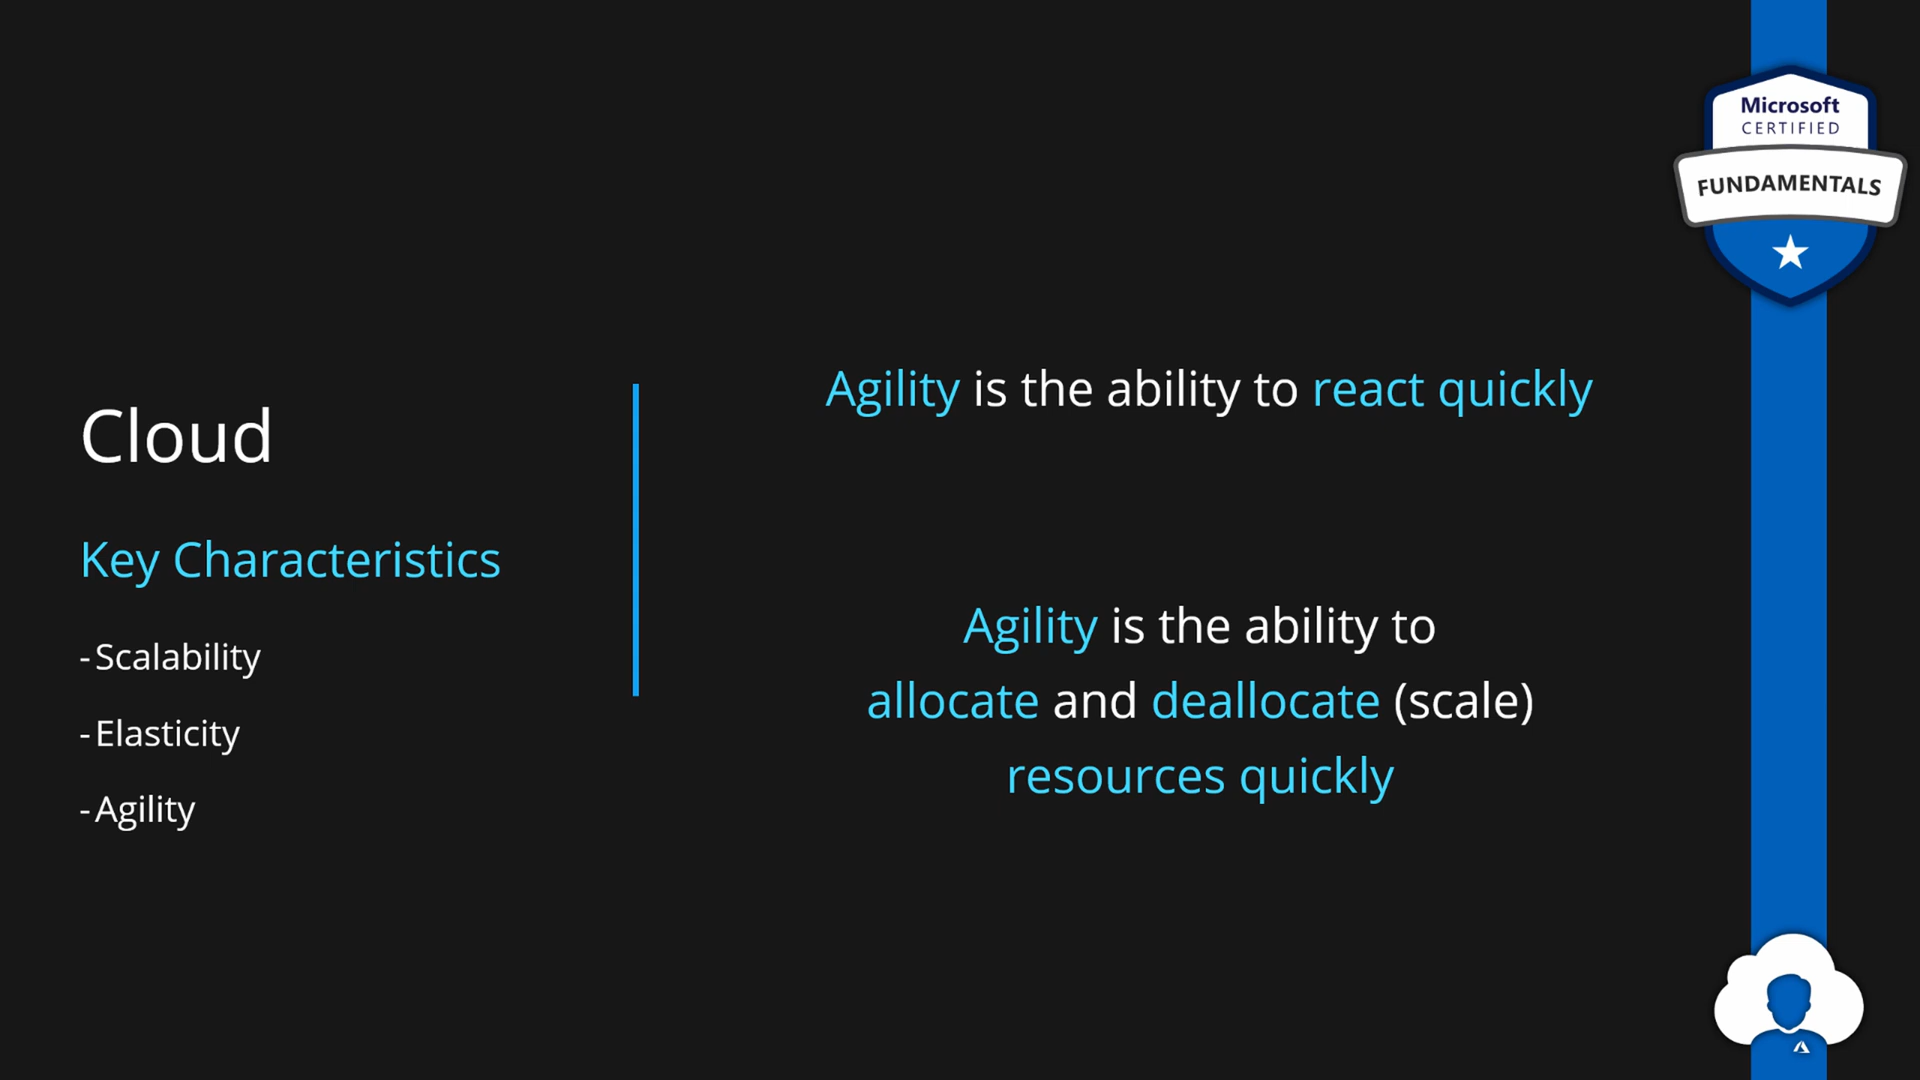 Microsoft
CERTIFIED
FUNDAMENTALS
Cloud
Key Characteristics
- Scalability
- Elasticity
- Agility
Agility is the ability to react quickly
Agility is the ability to
allocate and deallocate (scale)
resources quickly